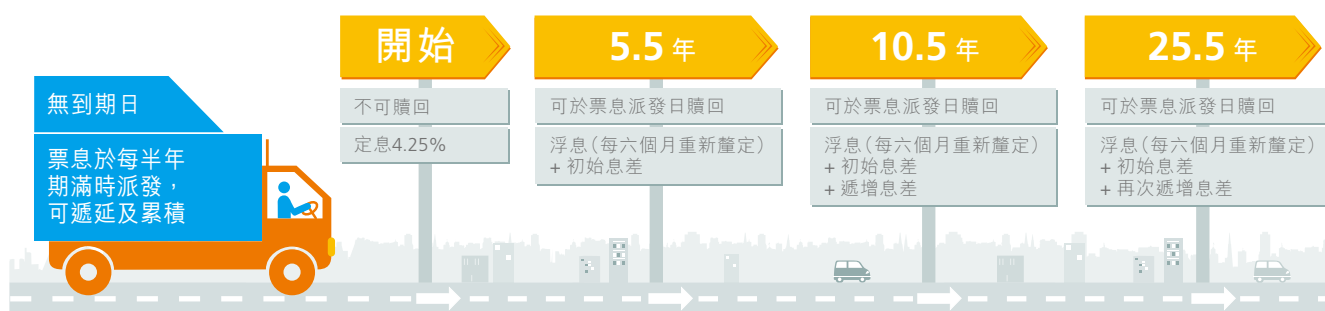 無到期日
票息於每半年
期滿時派發，
可遞延及累積
開始
不可贖回
定息4.25%
5.5 年
可於票息派發日贖回
浮息(每六個月重新釐定)
+ 初始息差
10.5 年
可於票息派發日贖回
浮息(每六個月重新釐定)
+ 初始息差
+ 遞增息差
25.5 年
可於票息派發日贖回
浮息(每六個月重新釐定)
+ 初始息差
+ 再次遞增息差